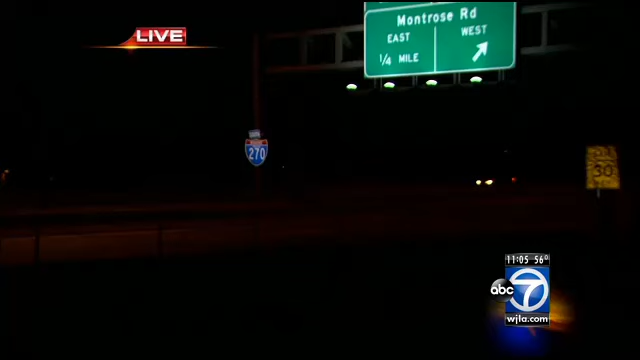 LIVE
Montrose Rd
EAST WEST
1/4 MILE
270
30
11:05 56°
abc 7
wjla.com